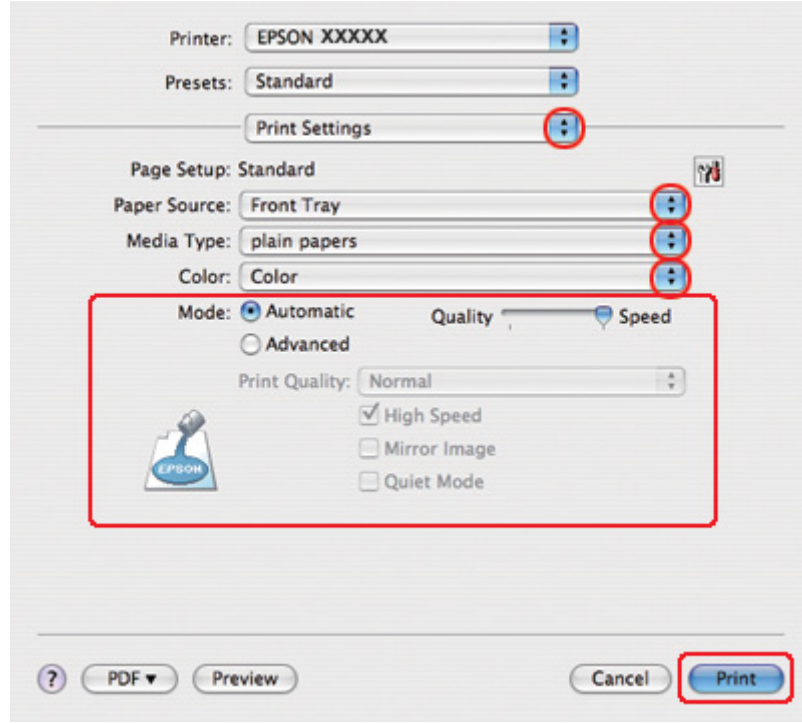 Printer: EPSON XXXXX
Presets: Standard
Print Settings
Page Setup: Standard
Paper Source: Front Tray
Media Type: plain papers
Color: Color
Mode: Automatic Quality Speed
Advanced
Print Quality: Normal
High Speed
Mirror Image
EPSON
Quiet Mode
? PDF Preview Cancel Print